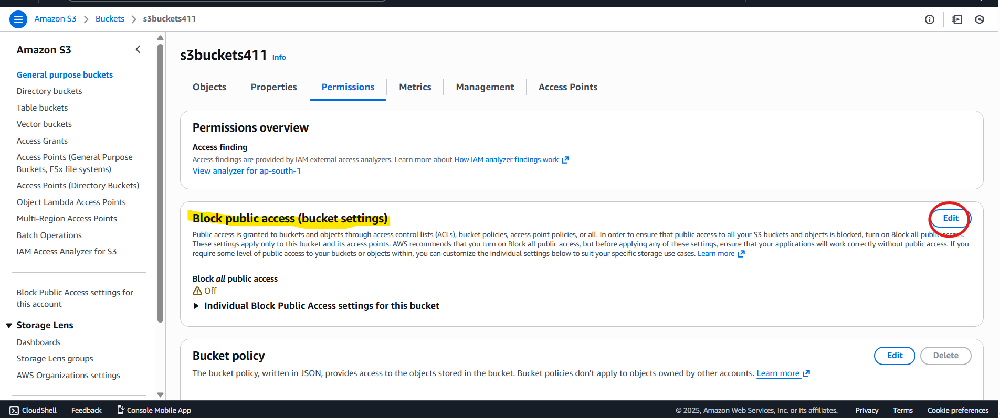 Amazon S3 > Buckets > s3buckets411
Amazon S3
General purpose buckets
Directory buckets
Table buckets
Vector buckets
Access Grants
Access Points (General Purpose
Buckets, FSx file systems)
Access Points (Directory Buckets)
Object Lambda Access Points
Multi-Region Access Points
Batch Operations
IAM Access Analyzer for S3
Block Public Access settings for
this account
Storage Lens
Dashboards
Storage Lens groups
AWS Organizations settings
s3buckets411 Info
Objects Properties Permissions Metrics Management Access Points
Permissions overview
Access finding
Access findings are provided by IAM external access analyzers. Learn more about How IAM analyzer findings work
View analyzer for ap-south-1
Block public access (bucket settings)
Edit
Public access is granted to buckets and objects through access control lists (ACLs), bucket policies, access point policies, or all. In order to ensure that public access to all your S3 buckets and objects is blocked, turn on Block all public access.
These settings apply only to this bucket and its access points. AWS recommends that you turn on Block all public access, but before applying any of these settings, ensure that your applications will work correctly without public access. If you
require some level of public access to your buckets or objects within, you can customize the individual settings below to suit your specific storage use cases. Learn more
Block all public access
Off
Individual Block Public Access settings for this bucket
Bucket policy
Edit Delete
The bucket policy, written in JSON, provides access to the objects stored in the bucket. Bucket policies don't apply to objects owned by other accounts. Learn more
CloudShell Feedback Console Mobile App © 2025, Amazon Web Services, Inc. or its affiliates. Privacy Terms Cookie preferences